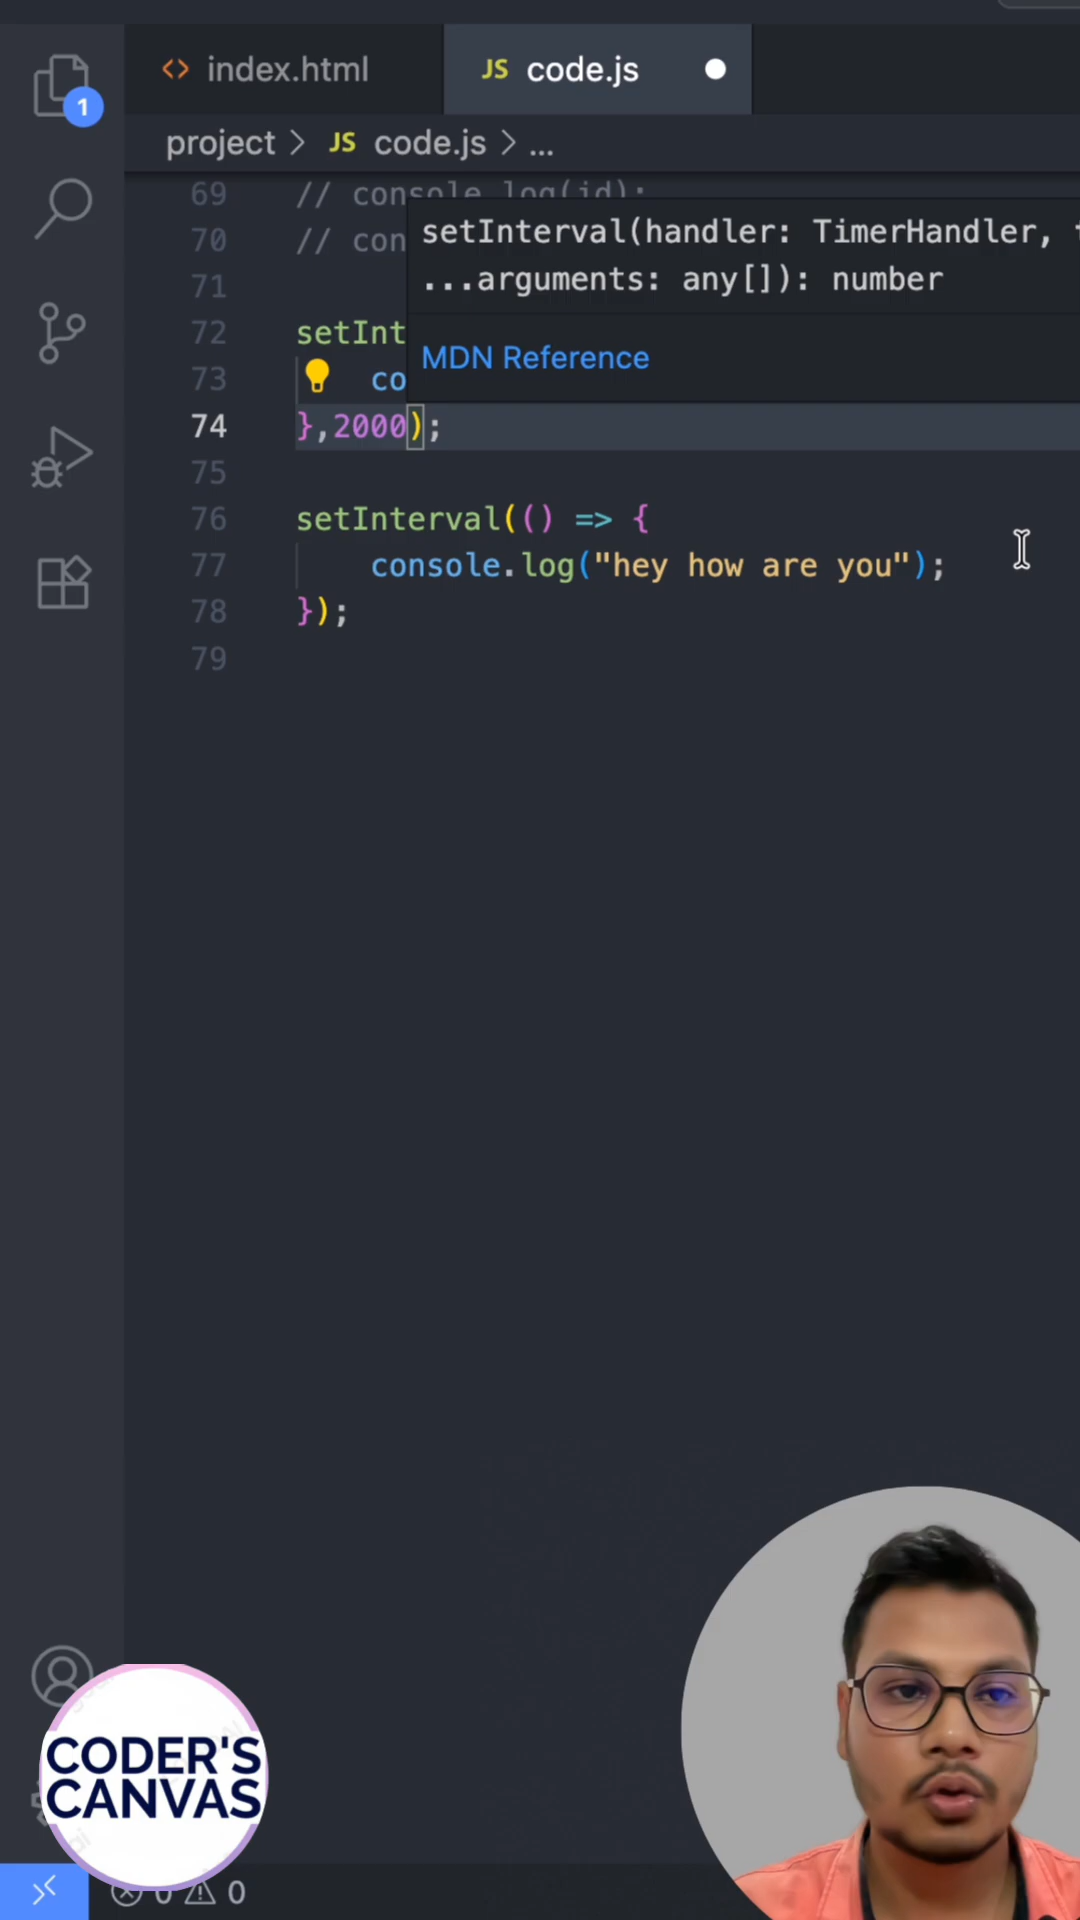 index.html
JS code.js
1
project > JS code.js > ...
69 // console.log(id);
setInterval(handler: TimerHandler,
70 // con
...arguments: any[]): number
71
72 setInt
MDN Reference
73 co
74 },2000);
75
76 setInterval(() => {
77 console.log("hey how are you");
78 });
79
CODER'S
CANVAS
0 0